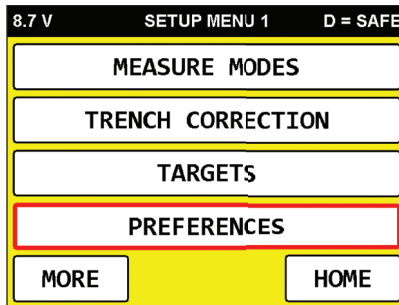 8.7 V SETUP MENU 1 D = SAFE
MEASURE MODES
TRENCH CORRECTION
TARGETS
PREFERENCES
MORE HOME